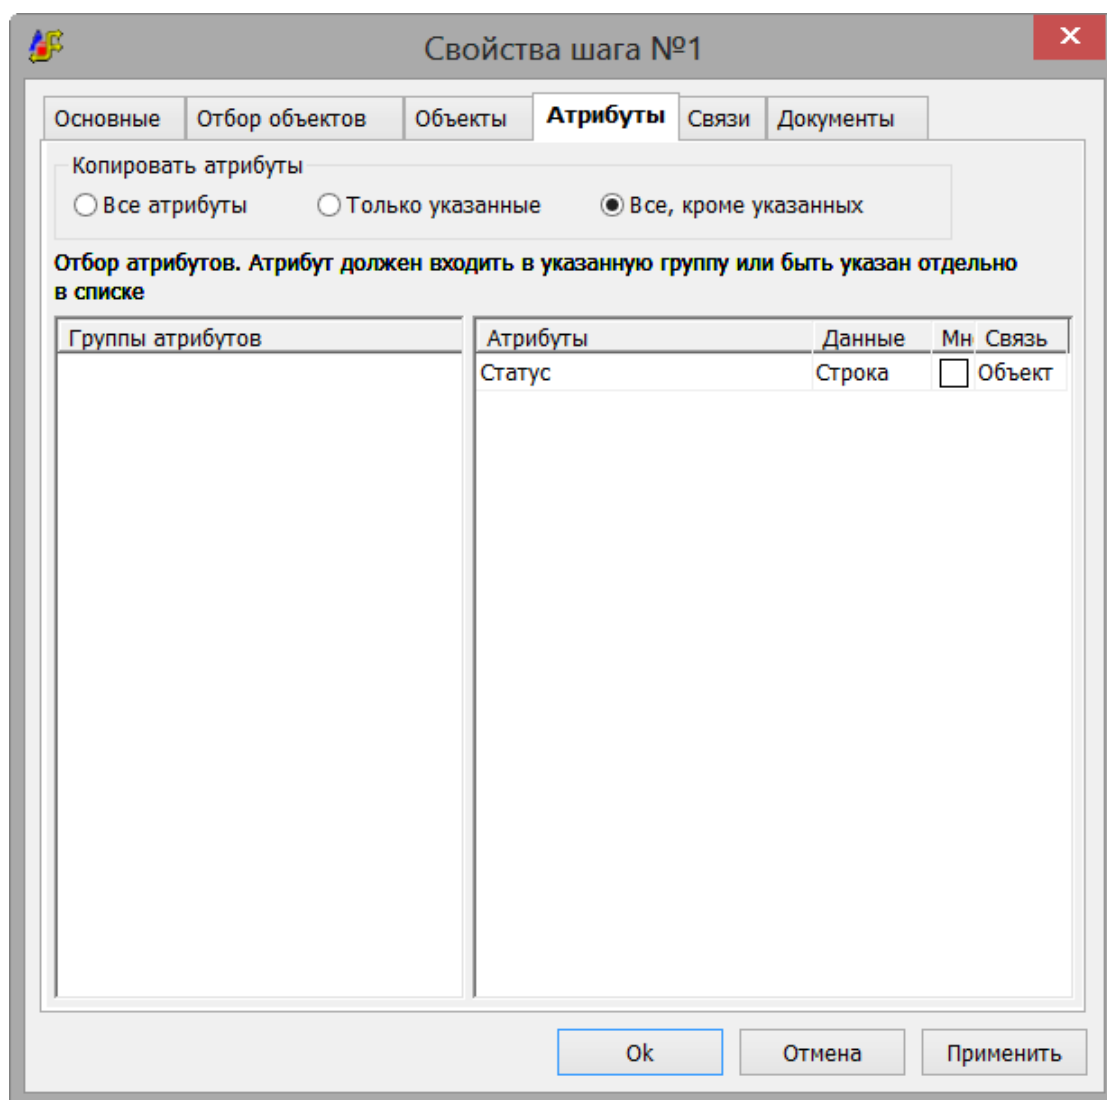 Свойства шага №1
Основные Отбор объектов Объекты Атрибуты Связи Документы
Копировать атрибуты
Все атрибуты Только указанные Все, кроме указанных
Отбор атрибутов. Атрибут должен входить в указанную группу или быть указан отдельно
в списке
Группы атрибутов Атрибуты Данные Мн Связь
Статус Строка Объект
Ok Отмена Применить